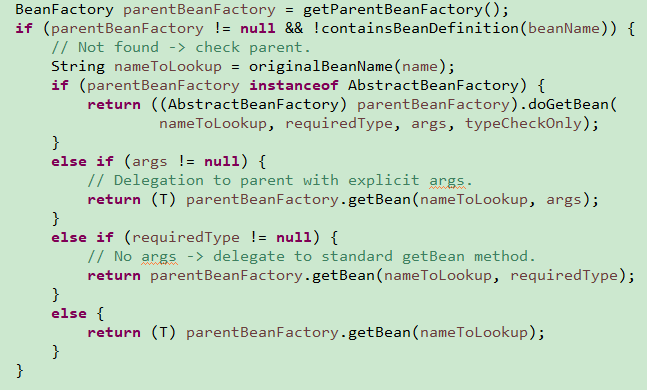 BeanFactory parentBeanFactory = getParentBeanFactory();
if (parentBeanFactory != null && !containsBeanDefinition(beanName)) {
    // Not found -> check parent.
    String nameToLookup = originalBeanName(name);
    if (parentBeanFactory instanceof AbstractBeanFactory) {
        return ((AbstractBeanFactory) parentBeanFactory).doGetBean(
                nameToLookup, requiredType, args, typeCheckOnly);
    }
    else if (args != null) {
        // Delegation to parent with explicit args.
        return (T) parentBeanFactory.getBean(nameToLookup, args);
    }
    else if (requiredType != null) {
        // No args -> delegate to standard getBean method.
        return parentBeanFactory.getBean(nameToLookup, requiredType);
    }
    else {
        return (T) parentBeanFactory.getBean(nameToLookup);
    }
}